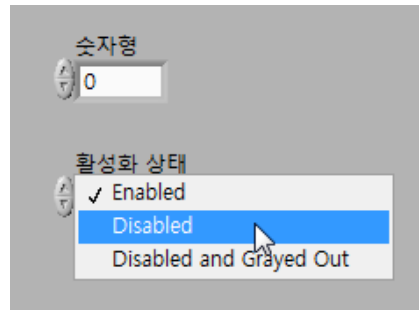 숫자형
0
활성화 상태
Enabled
Disabled
Disabled and Grayed Out